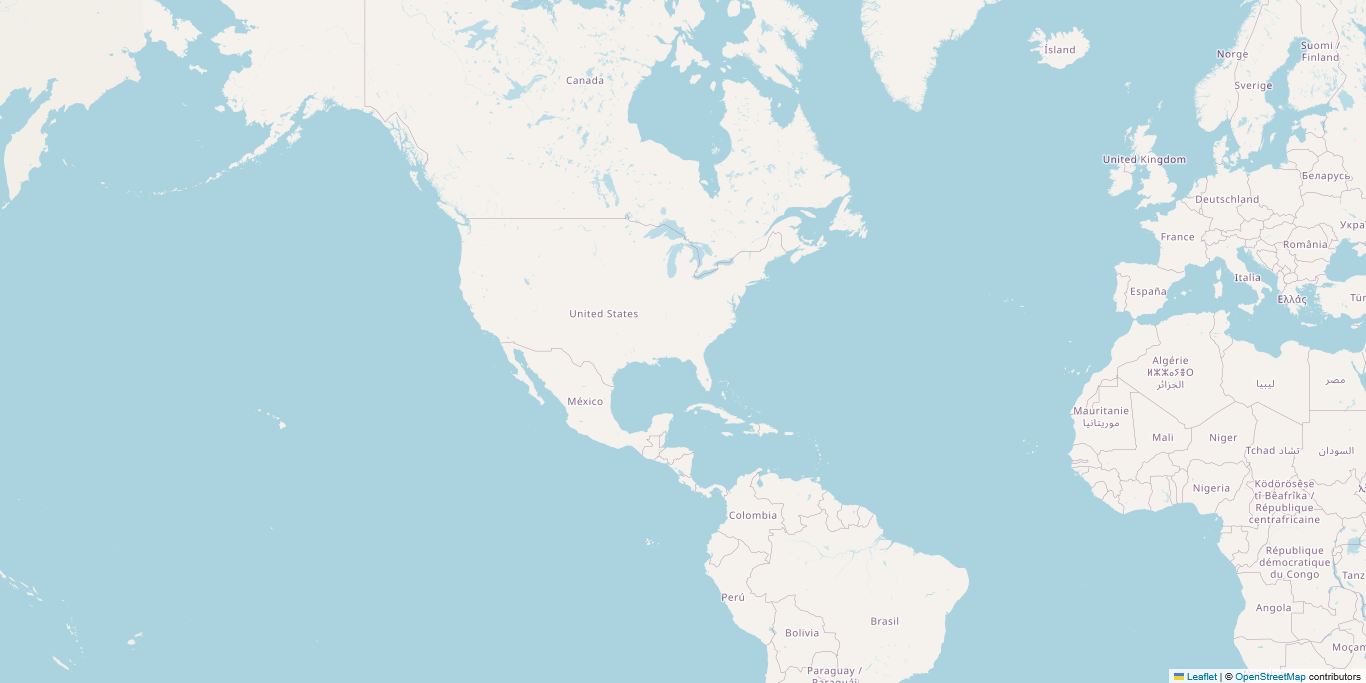 Ísland
Norge
Suomi /
Finland
Canada
Sverige
United Kingdom
Беларусь
Deutschland
Укра
France
România
Italia
España
Ελλάς
Tür
United States
Algérie
ⵍⵣⵣⴰⵢⴻⵔ
الجزائر
ليبيا
مصر
México
Mauritanie
موريتانيا
Mali
Niger
Tchad تشاد
السودان
Nigeria
Ködörösêse
tî Bêafrîka /
République
centrafricaine
Colombia
République
démocratique
du Congo
Tanz
Perú
Angola
Brasil
Bolivia
Moçam
Paraguay /
Paraguái
Leaflet | © OpenStreetMap contributors